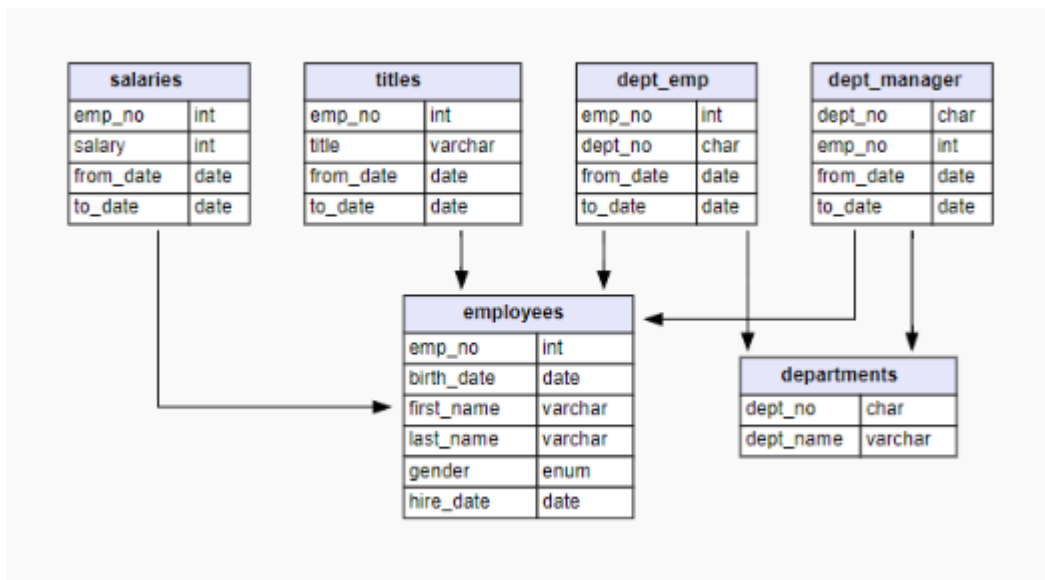 salaries
emp_no int
salary int
from_date date
to_date date
titles
emp_no int
title varchar
from_date date
to_date date
dept_emp
emp_no int
dept_no char
from_date date
to_date date
dept_manager
dept_no char
emp_no int
from_date date
to_date date
employees
emp_no int
birth_date date
first_name varchar
last_name varchar
gender enum
hire_date date
departments
dept_no char
dept_name varchar